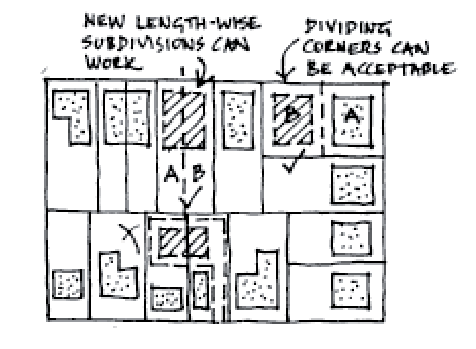 NEW LENGTH-WISE
SUBDIVISIONS CAN
WORK
DIVIDING
CORNERS CAN
BE ACCEPTABLE
B
A
A B